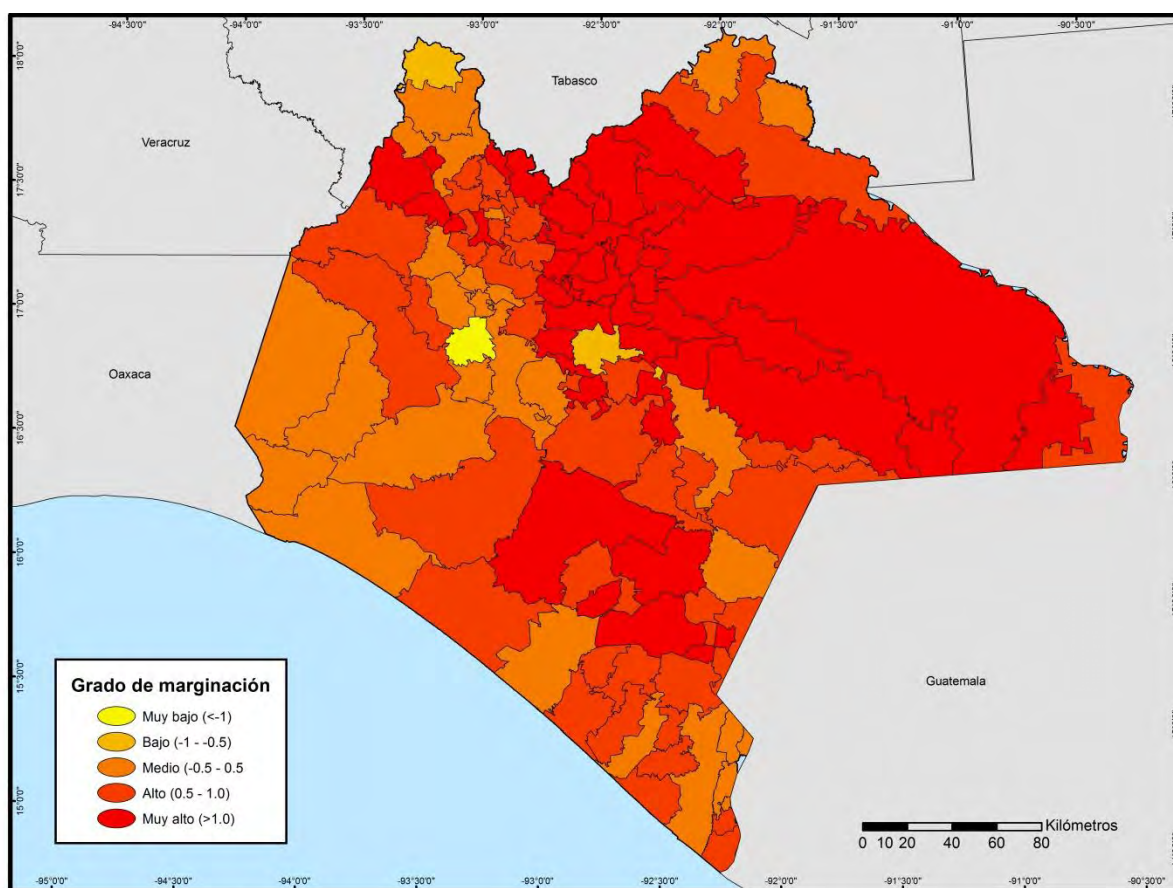 -94°30'0" -94°0'0" -93°30'0" -93°0'0" -92°30'0" -92°0'0" -91°30'0" -91°0'0" -90°30'0"
18°0'0"
Tabasco
Veracruz
17°30'0"
17°0'0"
Oaxaca
16°30'0"
16°0'0"
15°30'0"
Guatemala
15°0'0"
Grado de marginación
Muy bajo (<-1)
Bajo (-1 - -0.5)
Medio (-0.5 - 0.5
Alto (0.5 - 1.0)
Muy alto (>1.0)
Kilómetros
0 10 20 40 60 80
-95°0'0" -94°30'0" -94°0'0" -93°30'0" -93°0'0" -92°30'0" -92°0'0" -91°30'0" -91°0'0" -90°30'0"